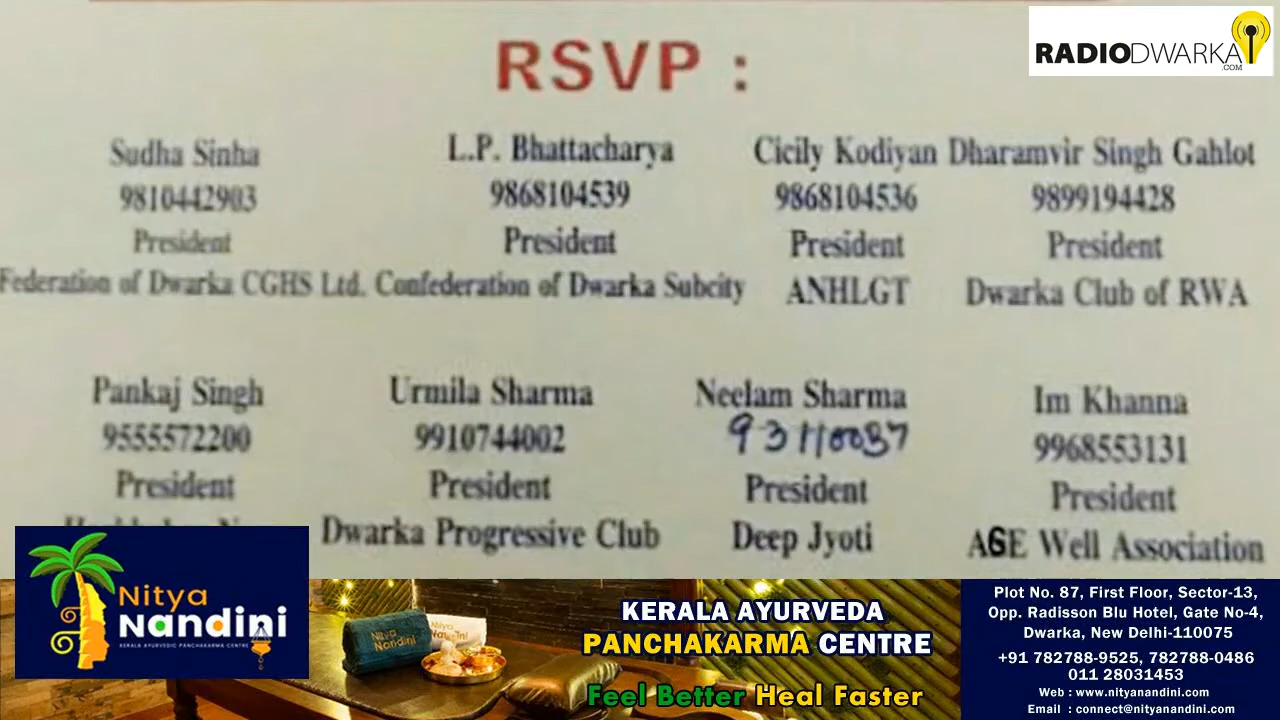 RADIODWARKA
.COM
RSVP :
Sudha Sinha
9810442903
President
Federation of Dwarka CGHS Ltd.
L.P. Bhattacharya
9868104539
President
Confederation of Dwarka Subcity
Cicily Kodiyan
9868104536
President
ANHLGT
Dharamvir Singh Gahlot
9899194428
President
Dwarka Club of RWA
Pankaj Singh
9555572200
President
Urmila Sharma
9910744002
President
Dwarka Progressive Club
Neelam Sharma
President
Deep Jyoti
Im Khanna
9968553131
President
AGE Well Association
Nitya
Nandini
KERALA AYURVEDIC PANCHAKARMA CENTRE
Nitya
Nandini
KERALA AYURVEDA
PANCHAKARMA CENTRE
Feel Better Heal Faster
Plot No. 87, First Floor, Sector-13,
Opp. Radisson Blu Hotel, Gate No-4,
Dwarka, New Delhi-110075
+91 782788-9525, 782788-0486
011 28031453
Web : www.nityanandini.com
Email : connect@nityanandini.com